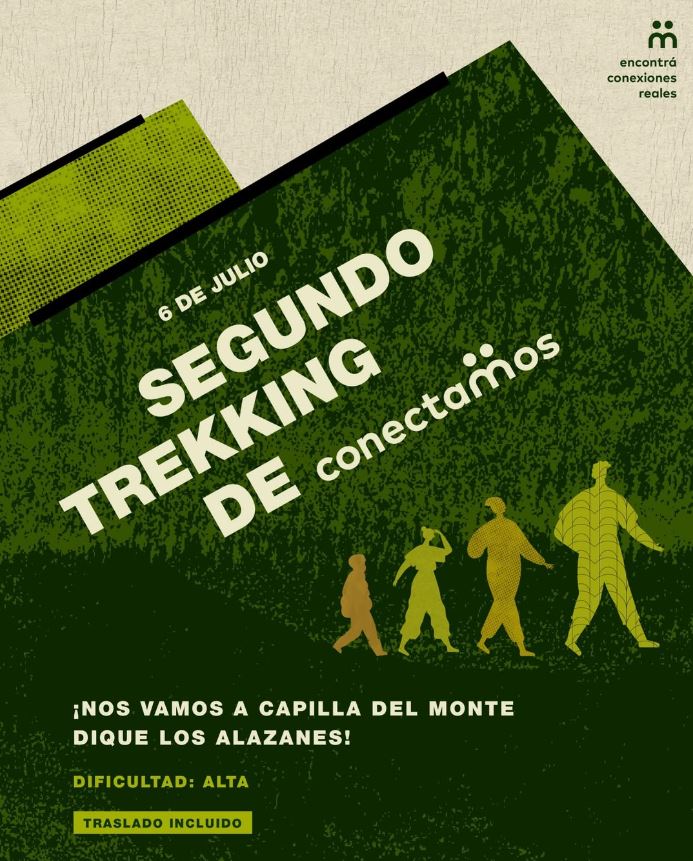 encontrá
conexiones
reales
6 DE JULIO
SEGUNDO
TREKKING
DE conectamos
¡NOS VAMOS A CAPILLA DEL MONTE
DIQUE LOS ALAZANES!
DIFICULTAD: ALTA
TRASLADO INCLUIDO